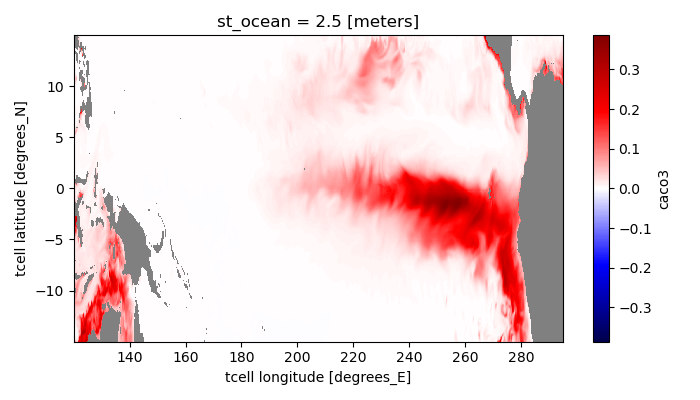 st_ocean = 2.5 [meters]
tcell latitude [degrees_N]
10
5
0
−5
−10
140 160 180 200 220 240 260 280
tcell longitude [degrees_E]
0.3
0.2
0.1
0.0
−0.1
−0.2
−0.3
caco3